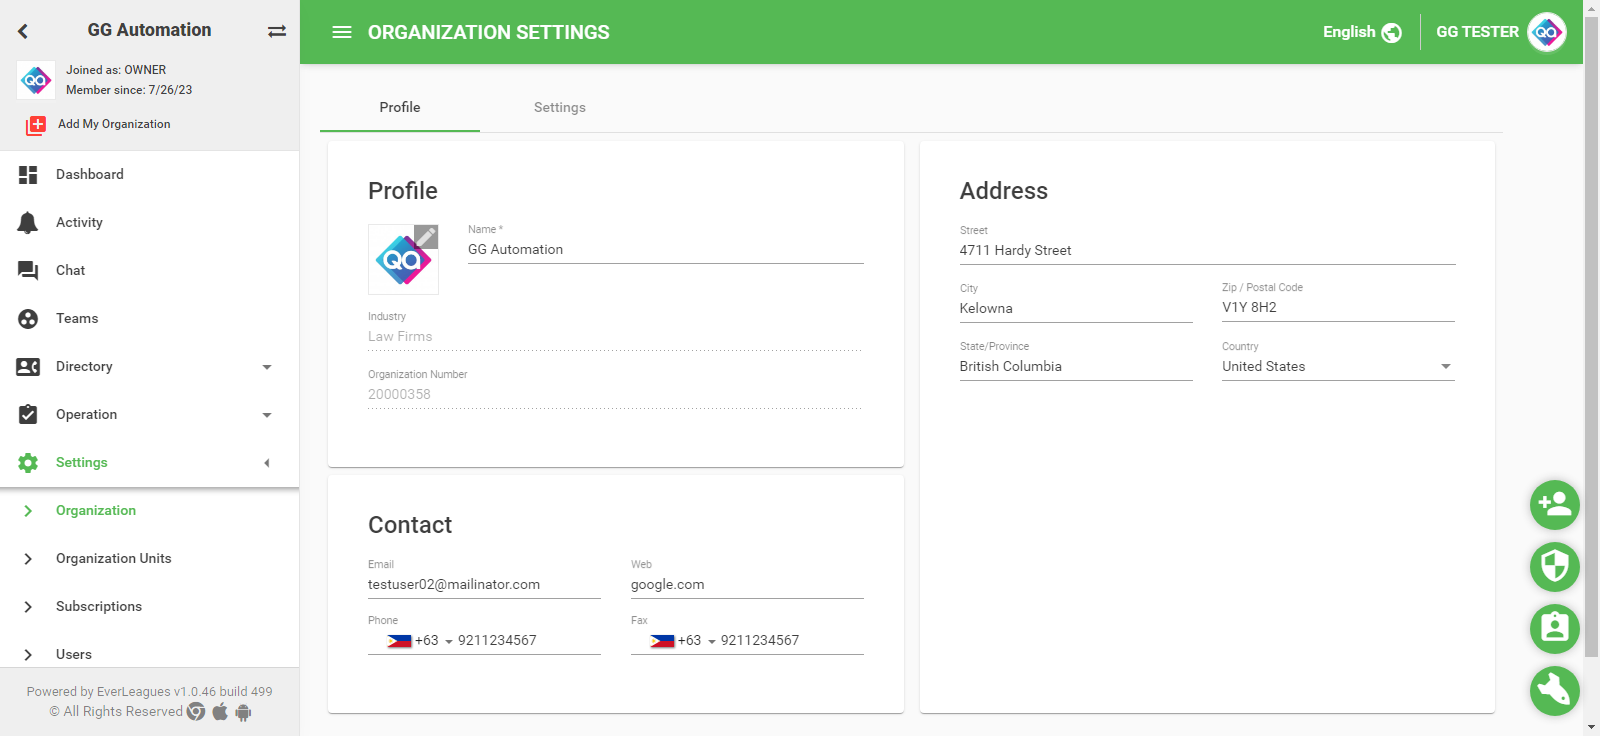 GG Automation
Joined as: OWNER
Member since: 7/26/23
Add My Organization
Dashboard
Activity
Chat
Teams
Directory
Operation
Settings
Organization
Organization Units
Subscriptions
Users
Powered by EverLeagues v1.0.46 build 499
© All Rights Reserved
ORGANIZATION SETTINGS
English
GG TESTER
Profile
Settings
Profile
Name *
GG Automation
Industry
Law Firms
Organization Number
20000358
Contact
Email
testuser02@mailinator.com
Web
google.com
Phone
+63 9211234567
Fax
+63 9211234567
Address
Street
4711 Hardy Street
City
Kelowna
Zip / Postal Code
V1Y 8H2
State/Province
British Columbia
Country
United States